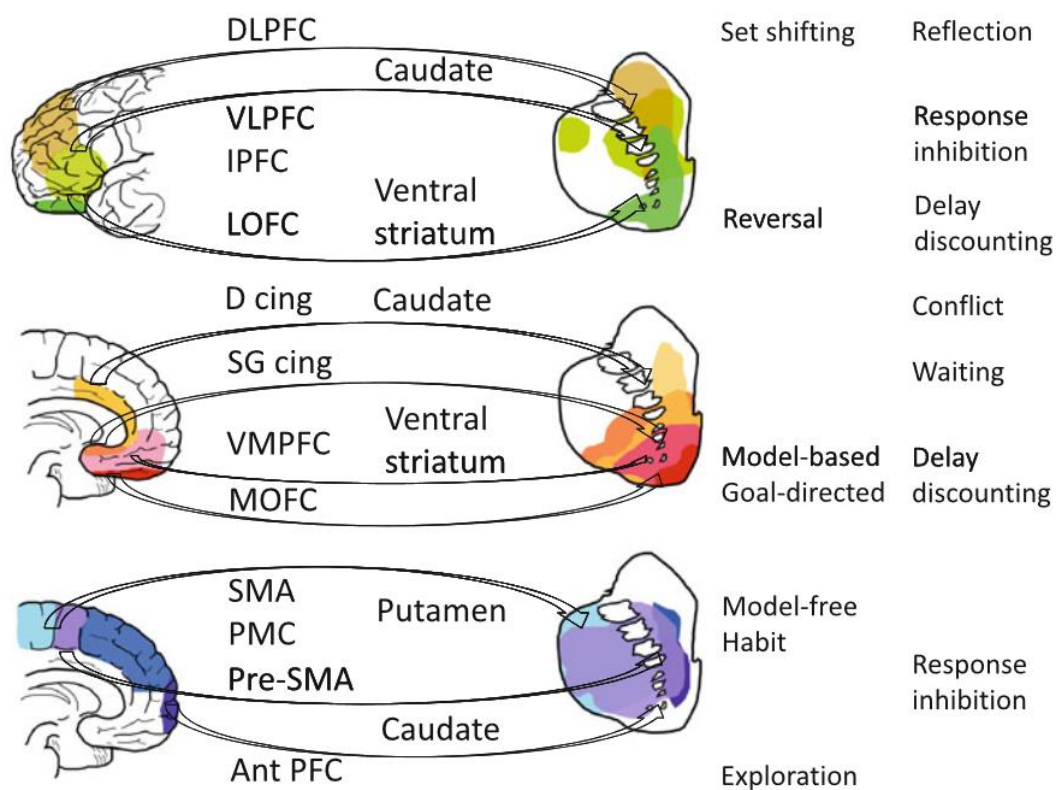 DLPFC
Set shifting
Reflection
Caudate
VLPFC
IPFC
Response
inhibition
Ventral
striatum
LOFC
Reversal
Delay
discounting
D cing
Caudate
Conflict
SG cing
Waiting
VMPFC
Ventral
striatum
MOFC
Model-based
Goal-directed
Delay
discounting
SMA
PMC
Putamen
Model-free
Habit
Pre-SMA
Response
inhibition
Caudate
Ant PFC
Exploration